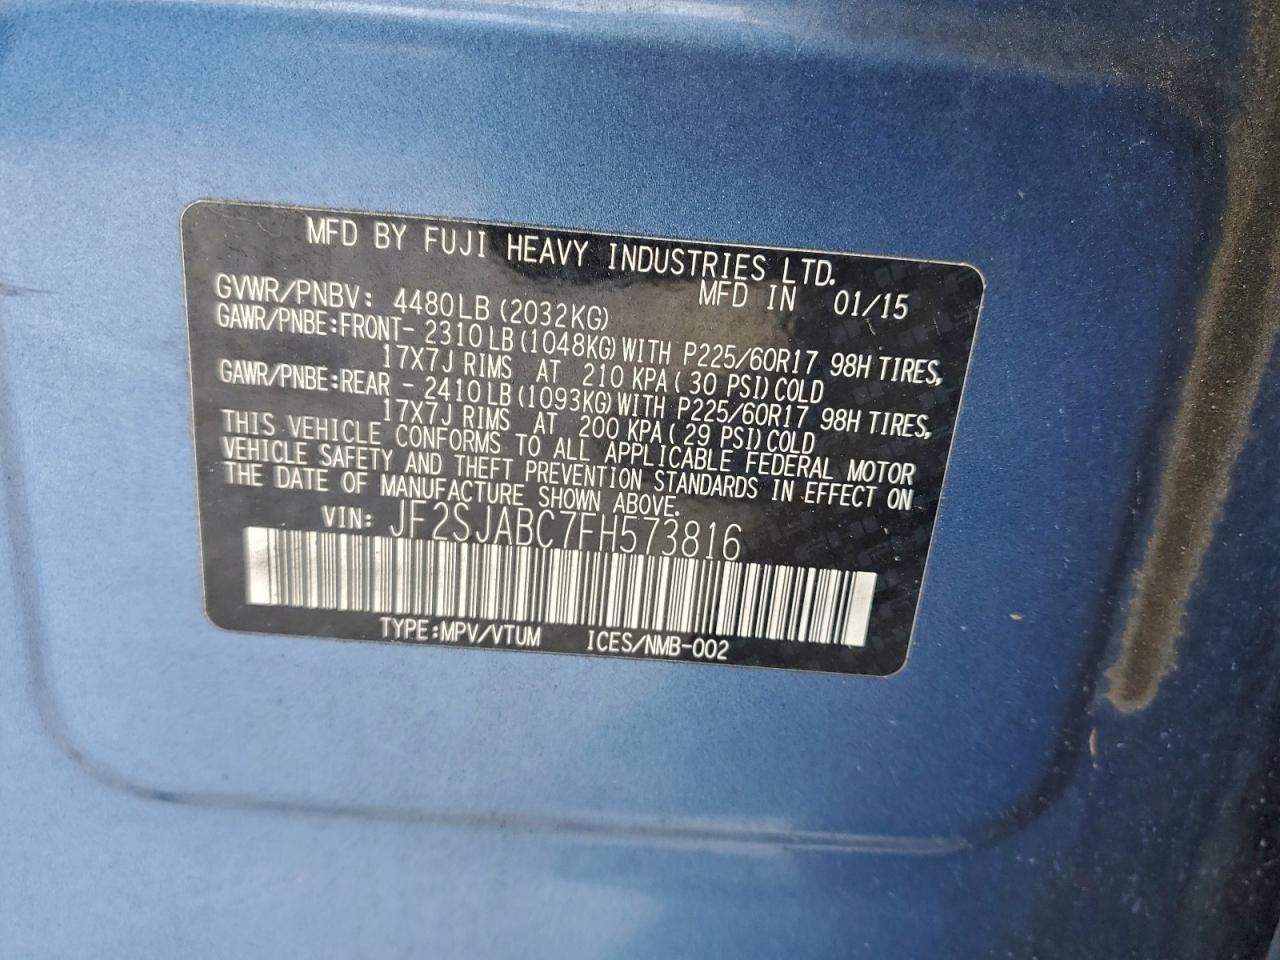 MFD BY FUJI HEAVY INDUSTRIES LTD.
MFD IN 01/15
GVWR/PNBV: 4480LB (2032KG)
GAWR/PNBE:FRONT- 2310LB(1048KG)WITH P225/60R17 98H TIRES,
17X7J RIMS AT 210 KPA(30 PSI)COLD
GAWR/PNBE:REAR - 2410LB(1093KG)WITH P225/60R17 98H TIRES,
17X7J RIMS AT 200 KPA(29 PSI)COLD
THIS VEHICLE CONFORMS TO ALL APPLICABLE FEDERAL MOTOR
VEHICLE SAFETY AND THEFT PREVENTION STANDARDS IN EFFECT ON
THE DATE OF MANUFACTURE SHOWN ABOVE.
VIN: JF2SJABC7FH573816
TYPE:MPV/VTUM ICES/NMB-002